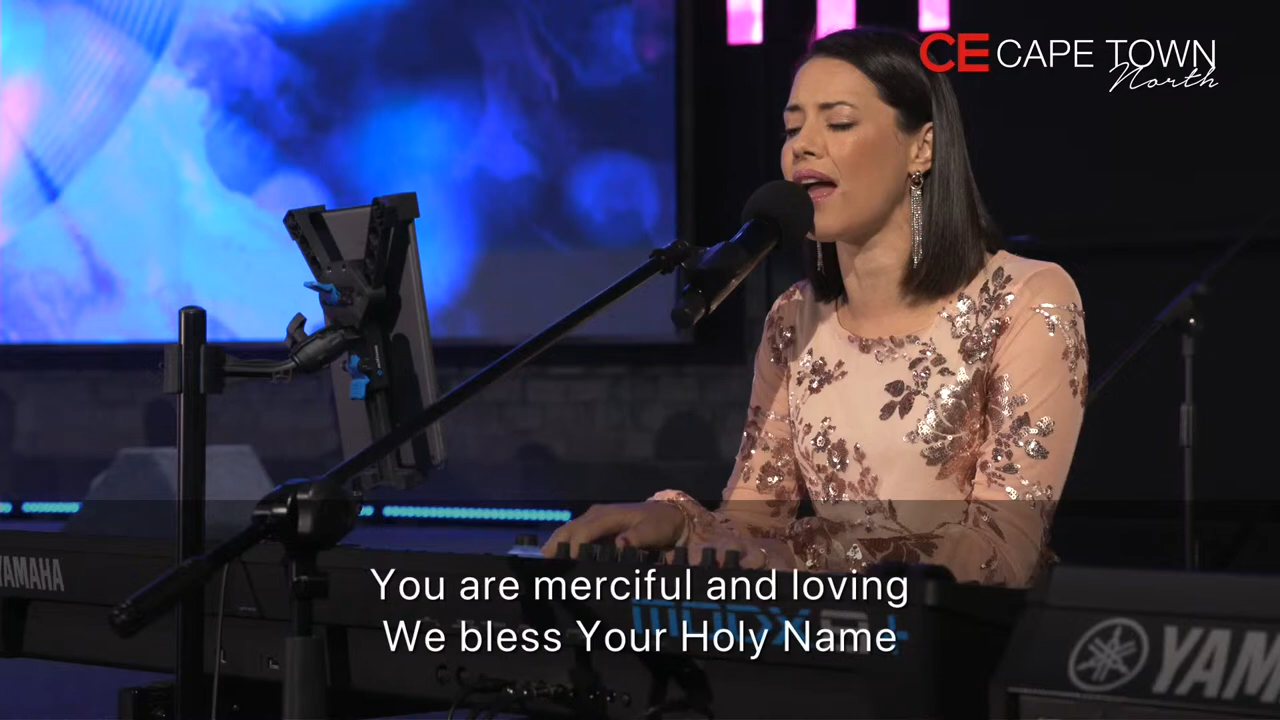 CE CAPE TOWN
North
YAMAHA
You are merciful and loving
We bless Your Holy Name
YAM